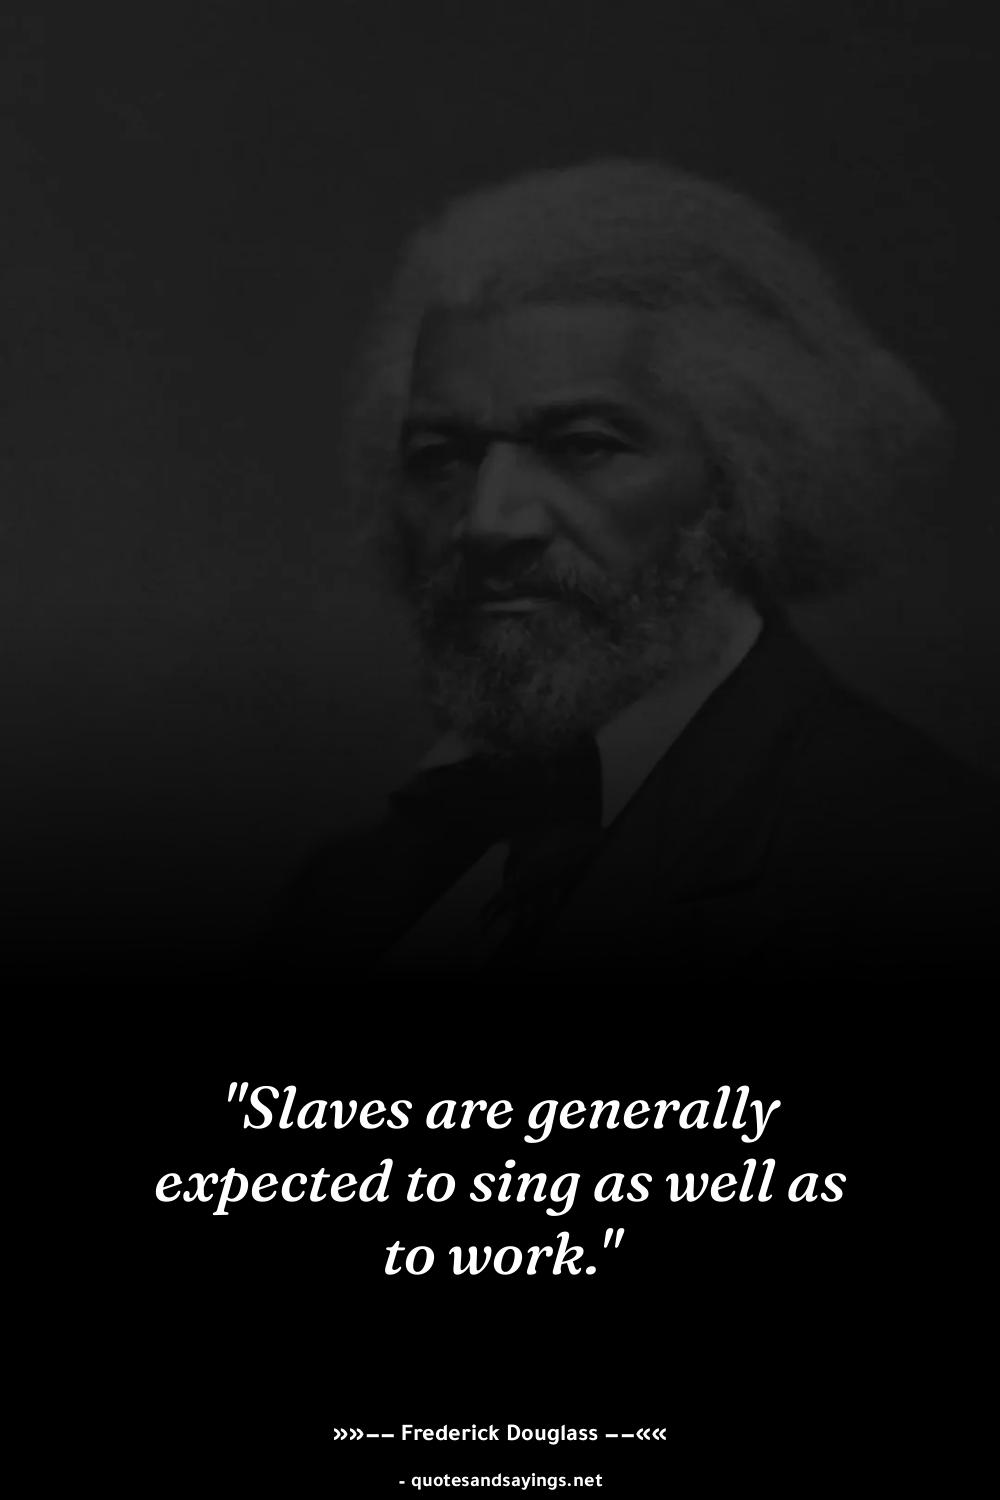 "Slaves are generally
expected to sing as well as
to work."
»»−− Frederick Douglass −−««
- quotesandsayings.net